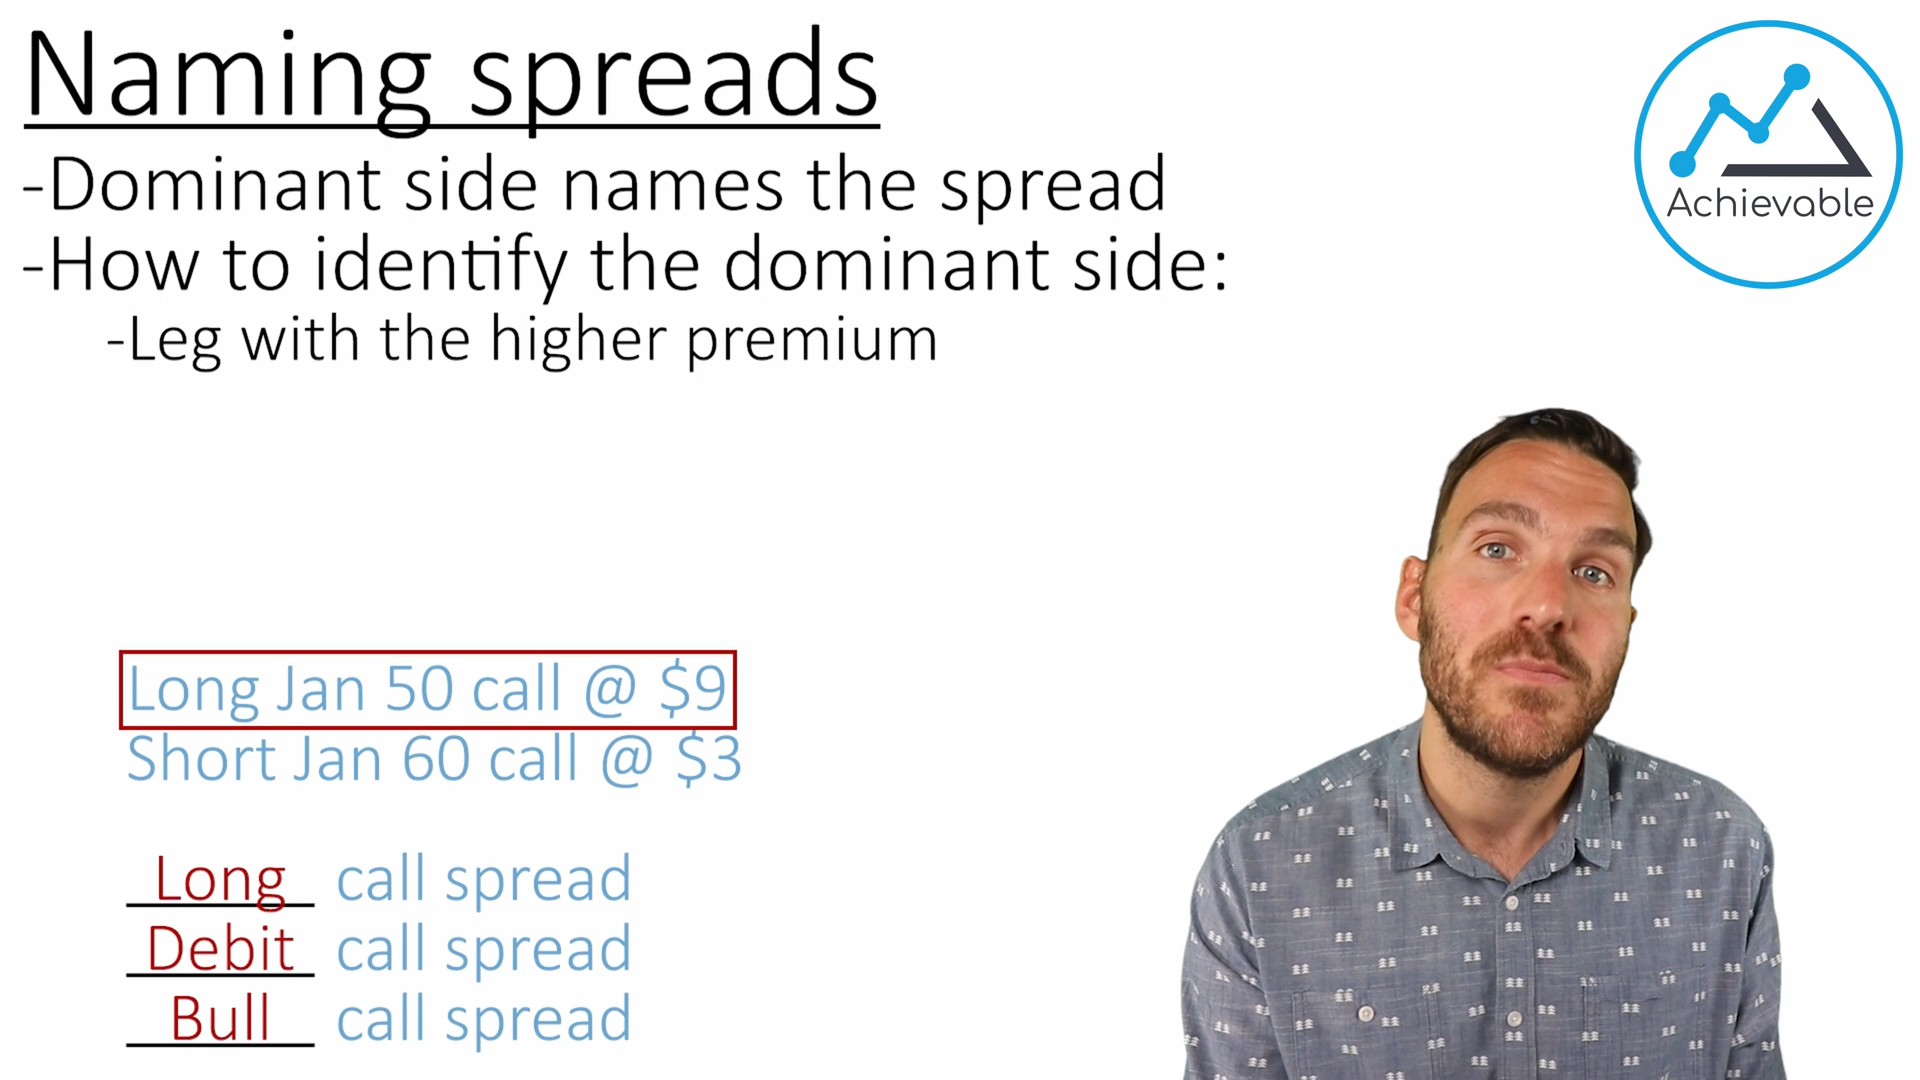 Naming spreads
-Dominant side names the spread
-How to identify the dominant side:
-Leg with the higher premium
Achievable
Long Jan 50 call @ $9
Short Jan 60 call @ $3
Long call spread
Debit call spread
Bull call spread